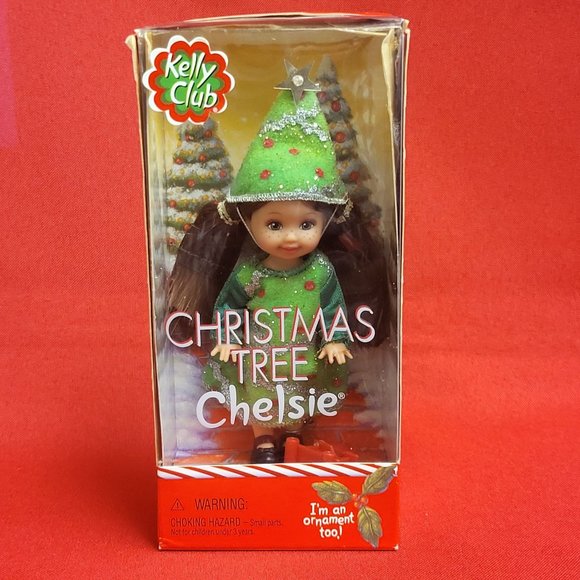 Kelly
Club®
CHRISTMAS
TREE
Chelsie®
⚠ WARNING:
CHOKING HAZARD – Small parts.
Not for children under 3 years.
I'm an
ornament
too!